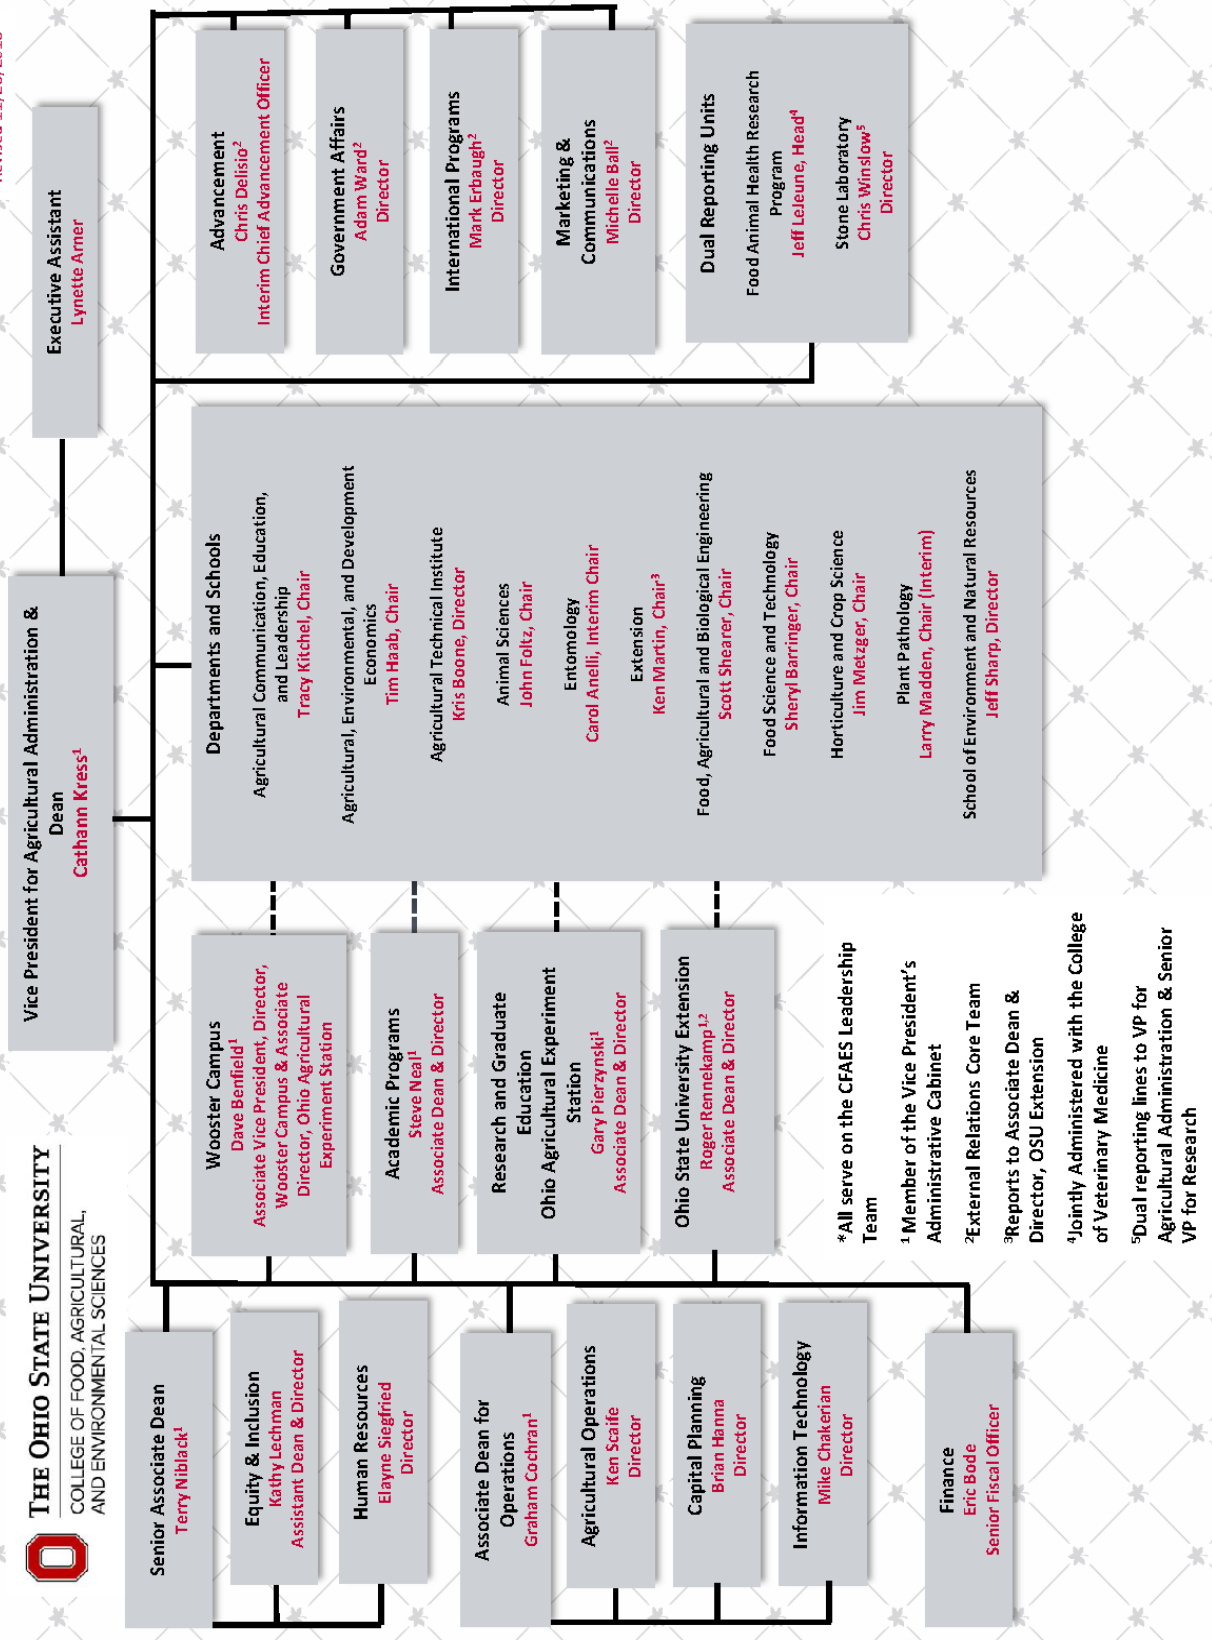 THE OHIO STATE UNIVERSITY
COLLEGE OF FOOD, AGRICULTURAL,
AND ENVIRONMENTAL SCIENCES
Vice President for Agricultural Administration &
Dean
Cathann Kress¹
Executive Assistant
Lynette Arner
Senior Associate Dean
Terry Niblack¹
Equity & Inclusion
Kathy Lechman
Assistant Dean & Director
Human Resources
Elayne Siegfried
Director
Associate Dean for
Operations
Graham Cochran¹
Agricultural Operations
Ken Scaife
Director
Capital Planning
Brian Hanna
Director
Information Technology
Mike Chakerian
Director
Finance
Eric Bode
Senior Fiscal Officer
Wooster Campus
Dave Benfield¹
Associate Vice President, Director,
Wooster Campus & Associate
Director, Ohio Agricultural
Experiment Station
Academic Programs
Steve Neal¹
Associate Dean & Director
Research and Graduate
Education
Ohio Agricultural Experiment
Station
Gary Pierzynski¹
Associate Dean & Director
Ohio State University Extension
Roger Rennekamp¹,²
Associate Dean & Director
*All serve on the CFAES Leadership
Team
¹ Member of the Vice President's
Administrative Cabinet
²External Relations Core Team
³Reports to Associate Dean &
Director, OSU Extension
⁴Jointly Administered with the College
of Veterinary Medicine
⁵Dual reporting lines to VP for
Agricultural Administration & Senior
VP for Research
Departments and Schools
Agricultural Communication, Education,
and Leadership
Tracy Kitchel, Chair
Agricultural, Environmental, and Development
Economics
Tim Haab, Chair
Agricultural Technical Institute
Kris Boone, Director
Animal Sciences
John Foltz, Chair
Entomology
Carol Anelli, Interim Chair
Extension
Ken Martin, Chair³
Food, Agricultural and Biological Engineering
Scott Shearer, Chair
Food Science and Technology
Sheryl Barringer, Chair
Horticulture and Crop Science
Jim Metzger, Chair
Plant Pathology
Larry Madden, Chair (Interim)
School of Environment and Natural Resources
Jeff Sharp, Director
Advancement
Chris Delisio²
Interim Chief Advancement Officer
Government Affairs
Adam Ward²
Director
International Programs
Mark Erbaugh²
Director
Marketing &
Communications
Michelle Ball²
Director
Dual Reporting Units
Food Animal Health Research
Program
Jeff LeJeune, Head⁴
Stone Laboratory
Chris Winslow⁵
Director